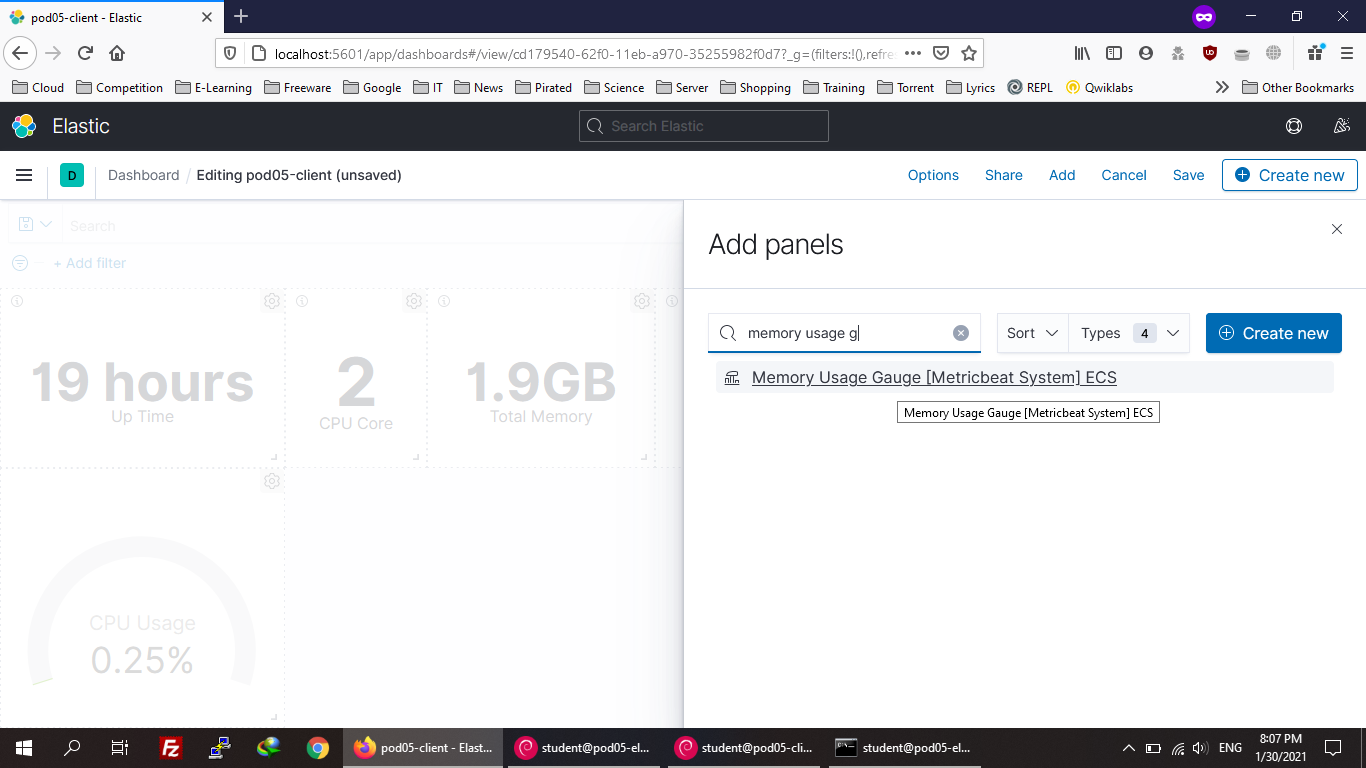 pod05-client - Elastic
localhost:5601/app/dashboards#/view/cd179540-62f0-11eb-a970-35255982f0d7?_g=(filters:!(),refre
Cloud Competition E-Learning Freeware Google IT News Pirated Science Server Shopping Training Torrent Lyrics REPL Qwiklabs Other Bookmarks
Elastic Search Elastic
D Dashboard / Editing pod05-client (unsaved) Options Share Add Cancel Save Create new
Search
+ Add filter
Add panels
memory usage g Sort Types 4 Create new
Memory Usage Gauge [Metricbeat System] ECS
Memory Usage Gauge [Metricbeat System] ECS
19 hours
Up Time
2
CPU Core
1.9GB
Total Memory
CPU Usage
0.25%
pod05-client - Elast... student@pod05-el... student@pod05-cli... student@pod05-el... ENG 8:07 PM
1/30/2021